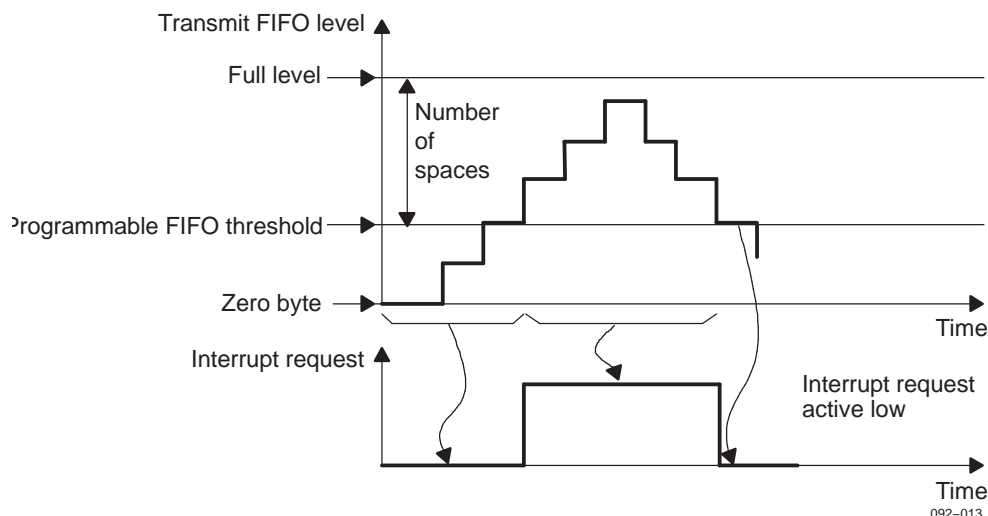 Transmit FIFO level
Full level
Number
of
spaces
Programmable FIFO threshold
Zero byte
Time
Interrupt request
Interrupt request
active low
Time
092–013